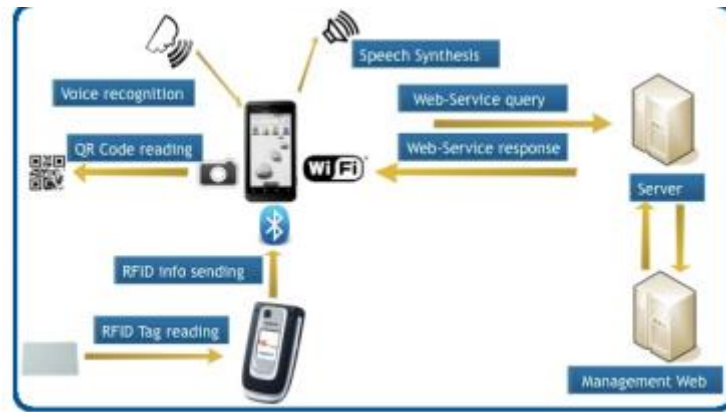 Speech Synthesis
Voice recognition
Web-Service query
QR Code reading
Web-Service response
WiFi
Server
RFID info sending
RFID Tag reading
Management Web